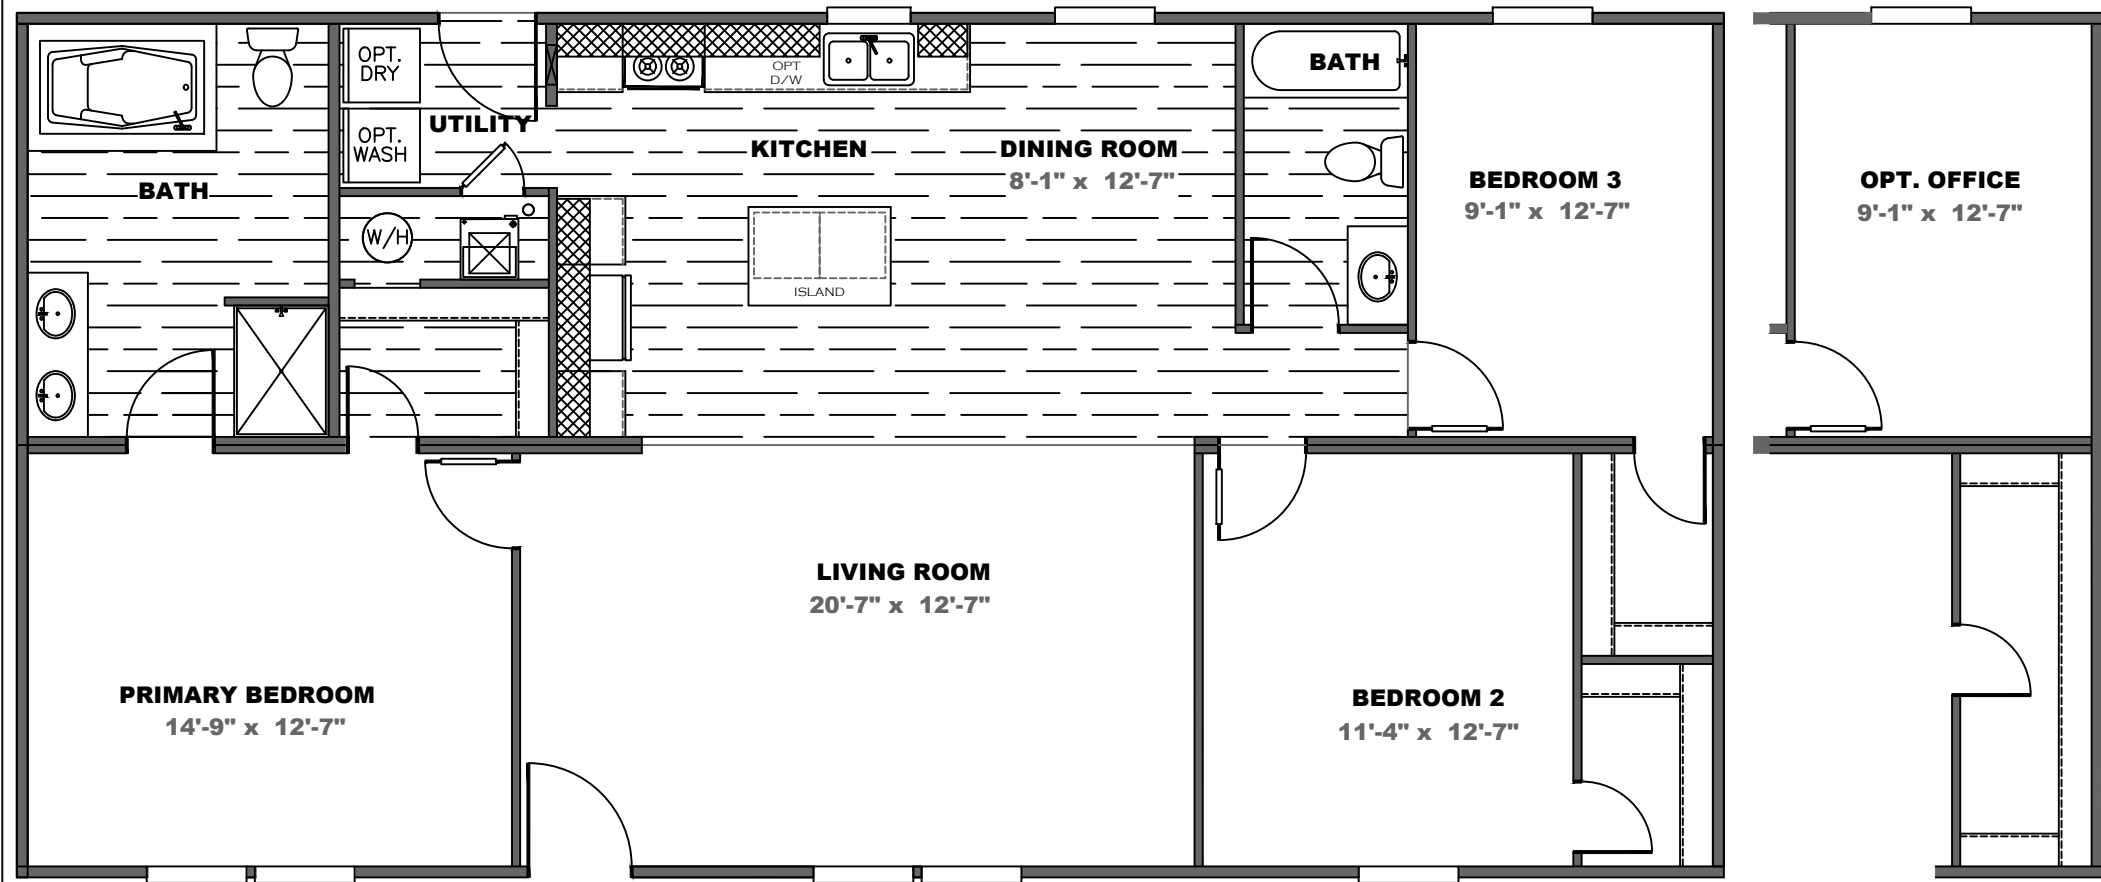 OPT.
DRY
OPT.
WASH
UTILITY
OPT
D/W
KITCHEN
DINING ROOM
8'-1" x 12'-7"
BATH
BATH
W/H
ISLAND
BEDROOM 3
9'-1" x 12'-7"
OPT. OFFICE
9'-1" x 12'-7"
LIVING ROOM
20'-7" x 12'-7"
PRIMARY BEDROOM
14'-9" x 12'-7"
BEDROOM 2
11'-4" x 12'-7"